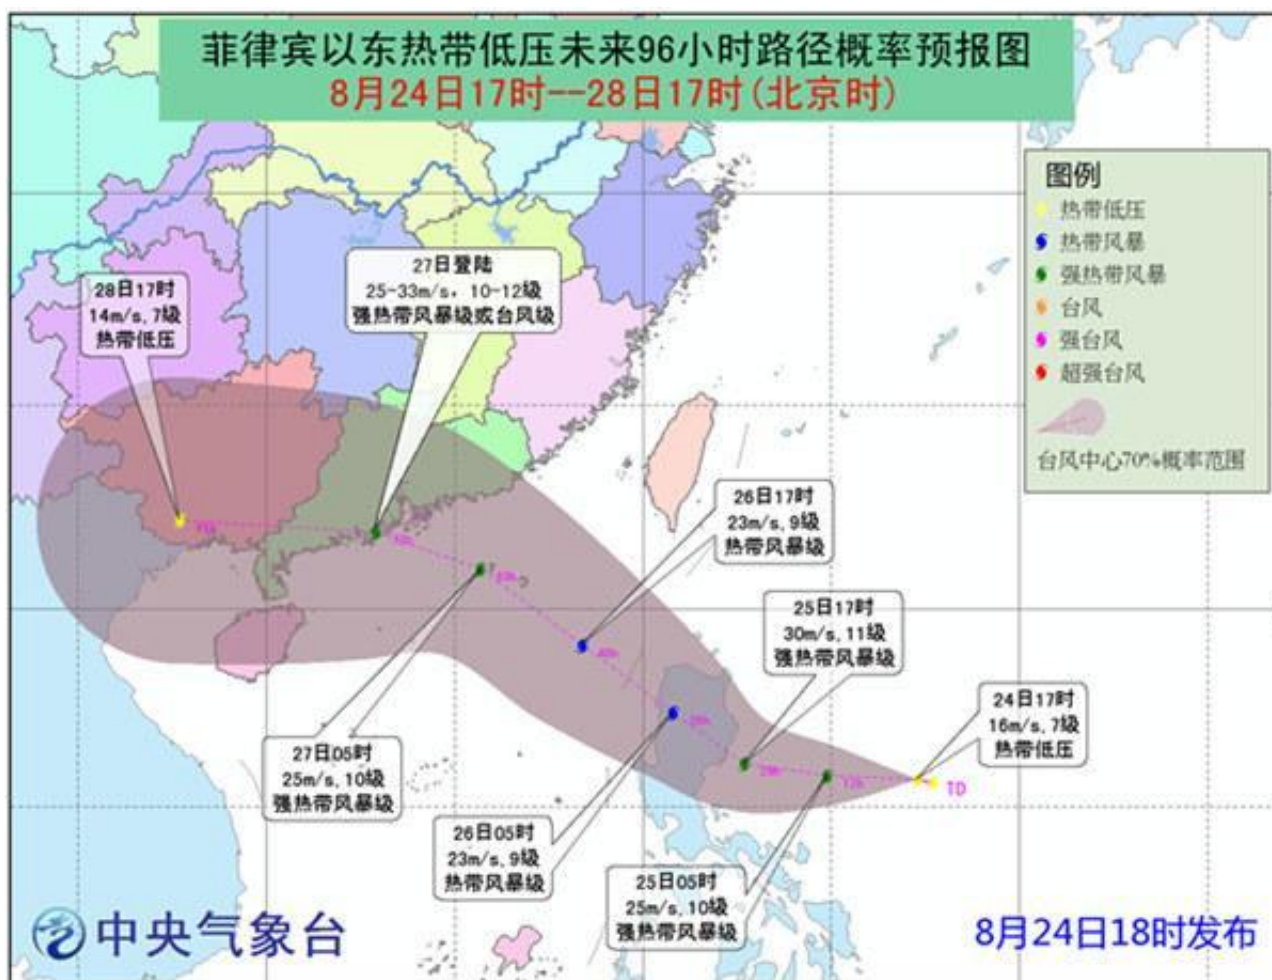 菲律宾以东热带低压未来96小时路径概率预报图
8月24日17时--28日17时(北京时)
图例
热带低压
热带风暴
强热带风暴
台风
强台风
超强台风
台风中心70%概率范围
27日登陆
25-33m/s，10-12级
强热带风暴级或台风级
28日17时
14m/s,7级
热带低压
26日17时
23m/s,9级
热带风暴级
25日17时
30m/s,11级
强热带风暴级
24日17时
16m/s,7级
热带低压
TD
27日05时
25m/s,10级
强热带风暴级
26日05时
23m/s,9级
热带风暴级
25日05时
25m/s,10级
强热带风暴级
中央气象台
8月24日18时发布